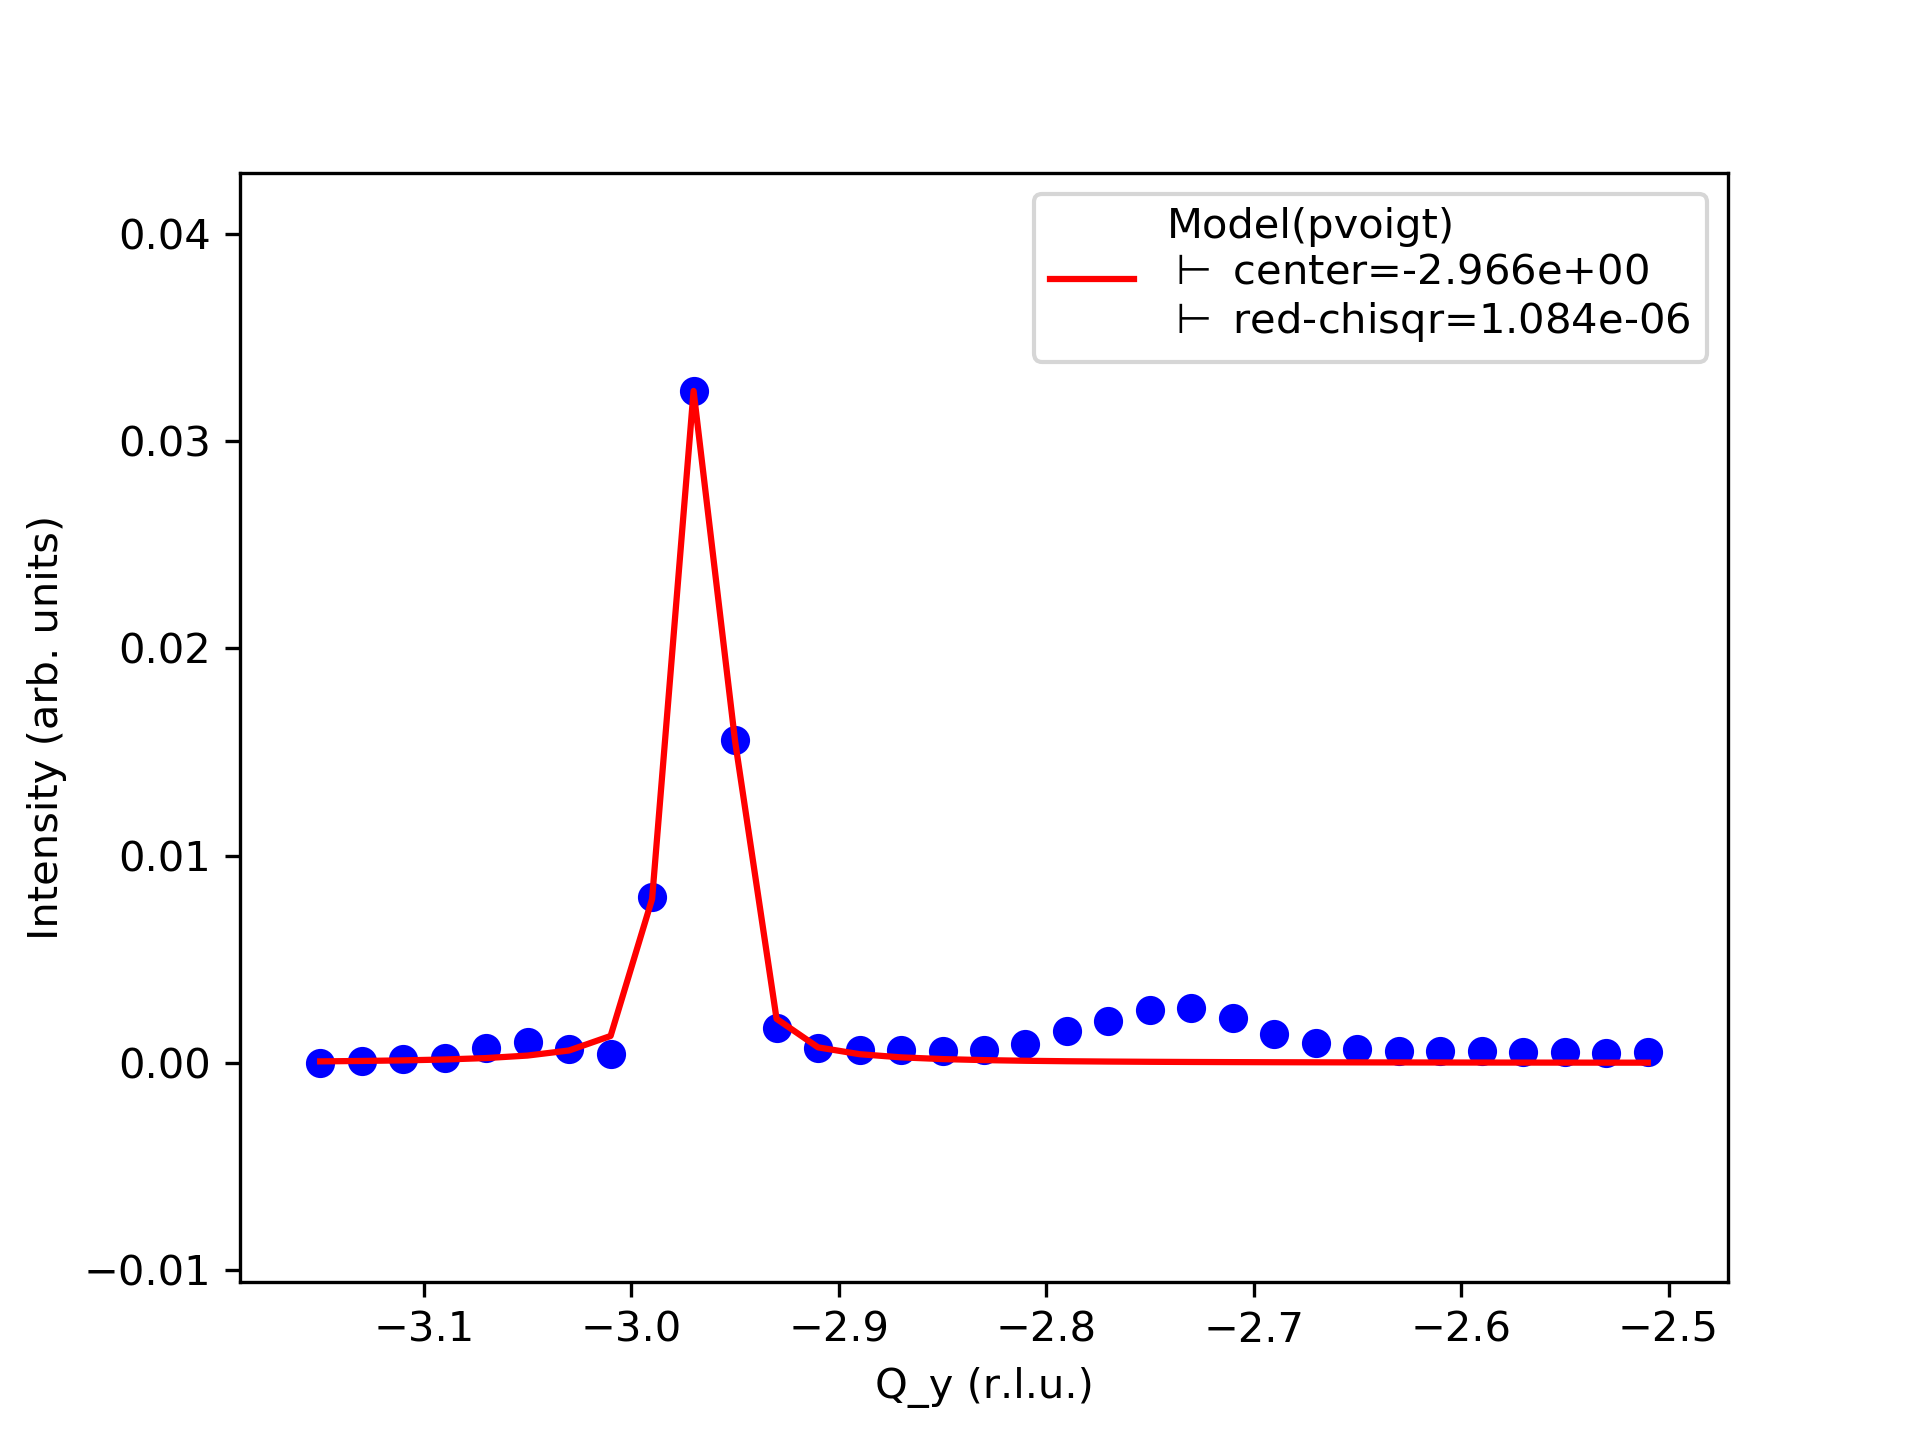 Model(pvoigt)
⊢ center=-2.966e+00
⊢ red-chisqr=1.084e-06
0.04
0.03
0.02
0.01
0.00
−0.01
Intensity (arb. units)
−3.1 −3.0 −2.9 −2.8 −2.7 −2.6 −2.5
Q_y (r.l.u.)